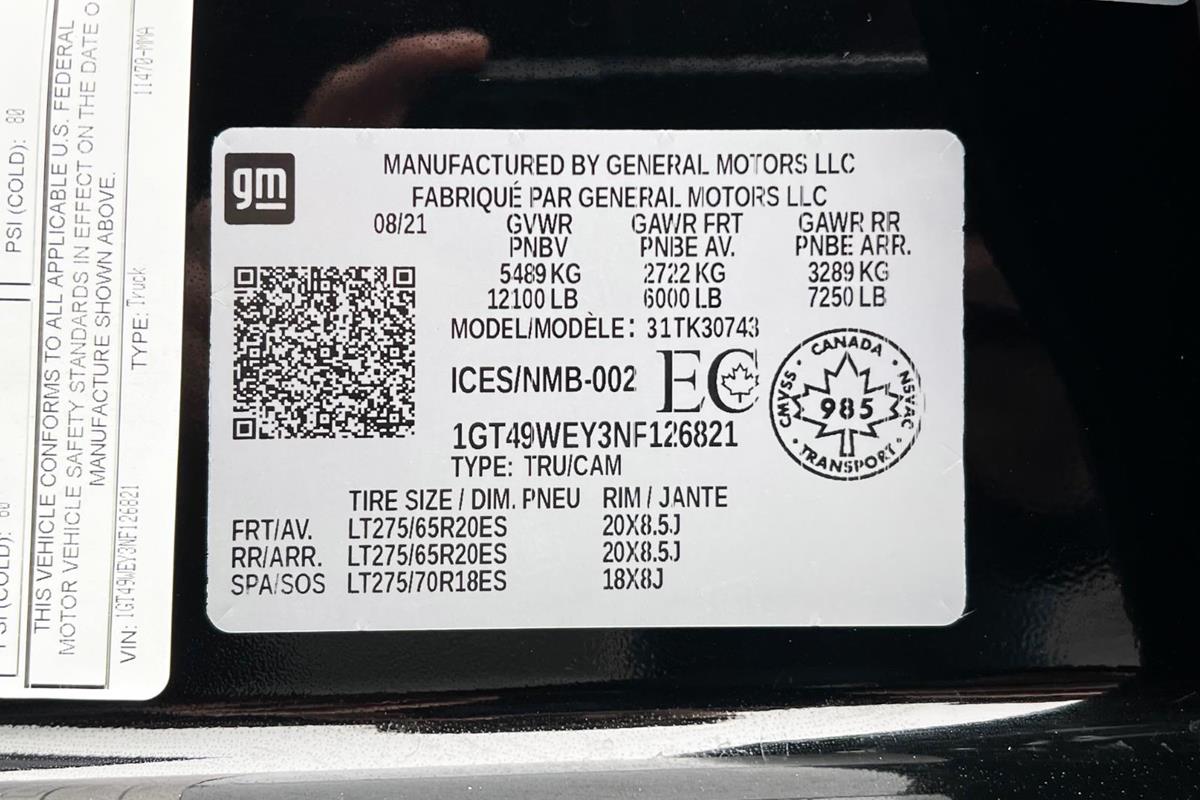 PSI (COLD): 80
THIS VEHICLE CONFORMS TO ALL APPLICABLE U.S. FEDERAL
MOTOR VEHICLE SAFETY STANDARDS IN EFFECT ON THE DATE O
MANUFACTURE SHOWN ABOVE.
VIN: 1GT49WEY3NF126821
TYPE: Truck
11470-MMA
gm
MANUFACTURED BY GENERAL MOTORS LLC
FABRIQUÉ PAR GENERAL MOTORS LLC
08/21 GVWR GAWR FRT GAWR RR
PNBV PNBE AV. PNBE ARR.
5489 KG 2722 KG 3289 KG
12100 LB 6000 LB 7250 LB
MODEL/MODÈLE: 31TK30743
ICES/NMB-002 EC
CANADA
CMVSS 985 NSVAC
TRANSPORT
1GT49WEY3NF126821
TYPE: TRU/CAM
TIRE SIZE / DIM. PNEU RIM / JANTE
FRT/AV. LT275/65R20ES 20X8.5J
RR/ARR. LT275/65R20ES 20X8.5J
SPA/SOS LT275/70R18ES 18X8J